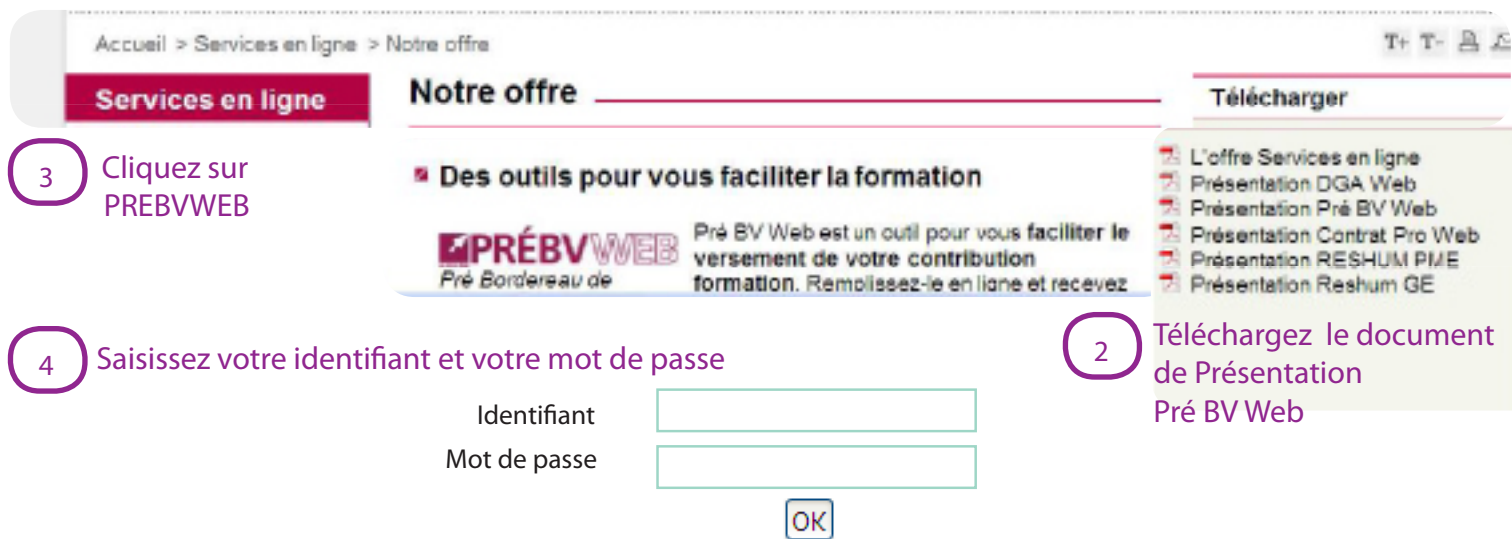 Accueil > Services en ligne > Notre offre
T+ T-
Services en ligne
Notre offre
Télécharger
3
Cliquez sur
PREBVWEB
Des outils pour vous faciliter la formation
PRÉBVWEB
Pré Bordereau de
Pré BV Web est un outil pour vous faciliter le
versement de votre contribution
formation. Remplissez-le en ligne et recevez
L'offre Services en ligne
Présentation DGA Web
Présentation Pré BV Web
Présentation Contrat Pro Web
Présentation RESHUM PME
Présentation Reshum GE
2
Téléchargez le document
de Présentation
Pré BV Web
4
Saisissez votre identifiant et votre mot de passe
Identifiant
Mot de passe
OK